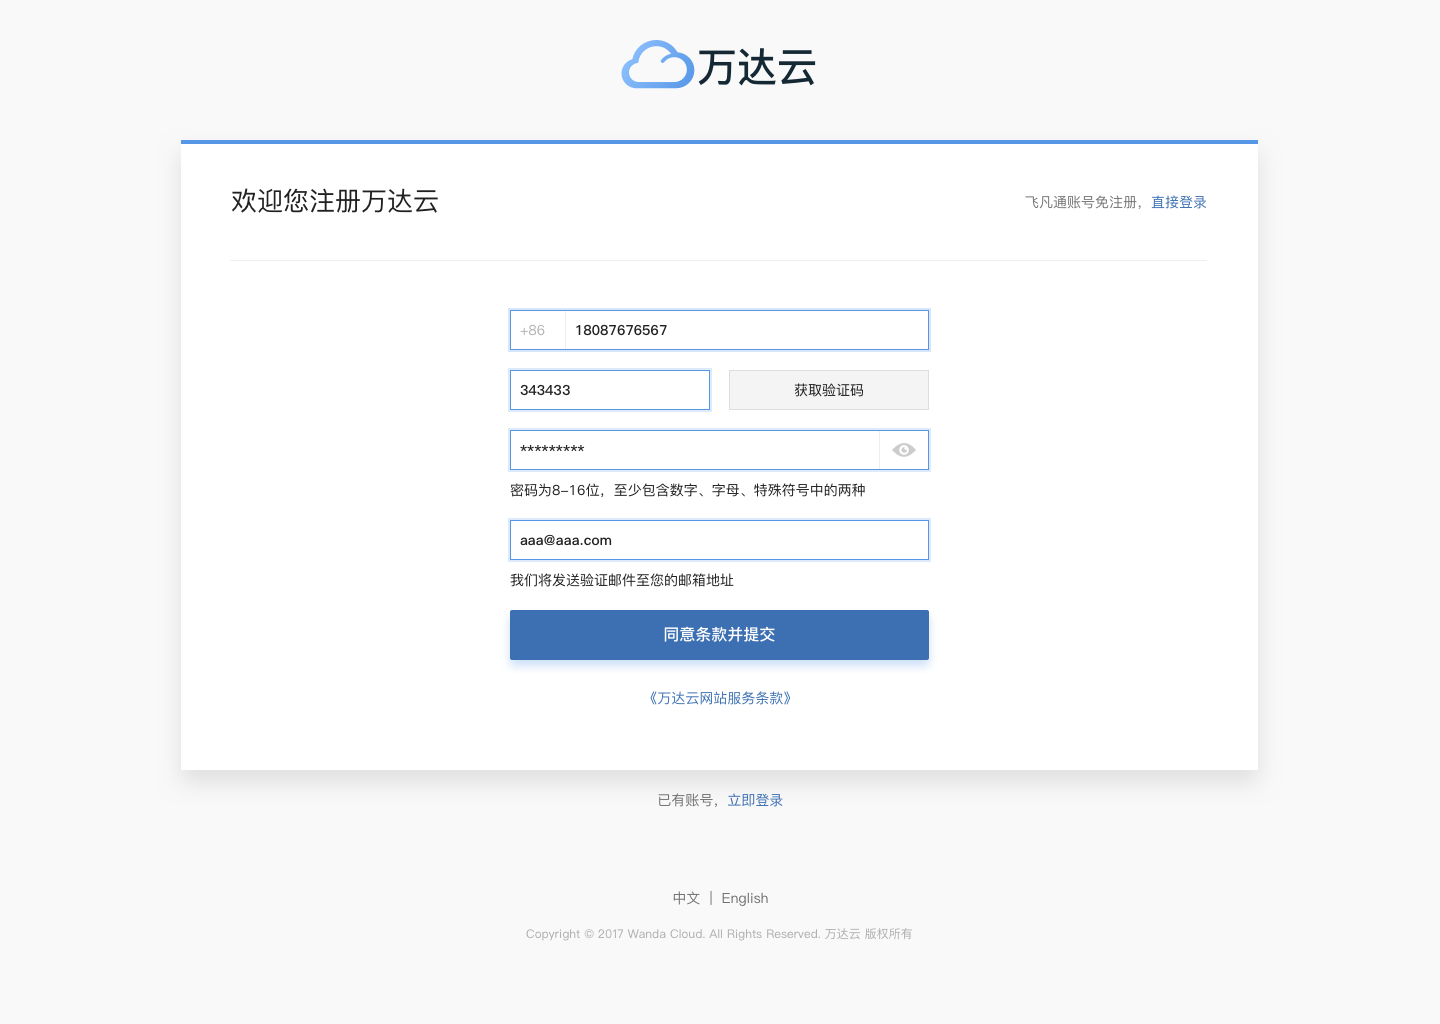 万达云
欢迎您注册万达云
飞凡通账号免注册，直接登录
+86 18087676567
343433 获取验证码
*********
密码为8-16位，至少包含数字、字母、特殊符号中的两种
aaa@aaa.com
我们将发送验证邮件至您的邮箱地址
同意条款并提交
《万达云网站服务条款》
已有账号，立即登录
中文 | English
Copyright © 2017 Wanda Cloud. All Rights Reserved. 万达云 版权所有